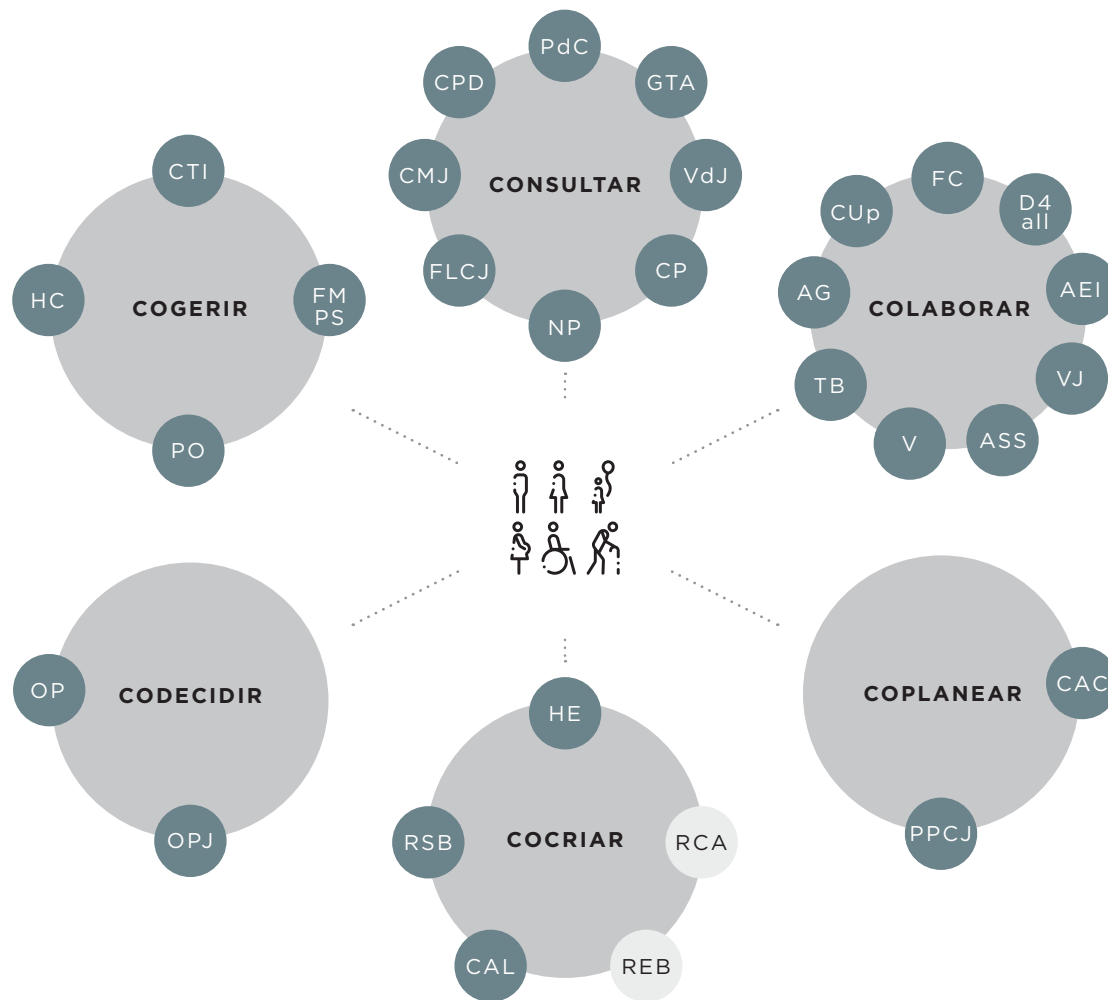 PdC
CPD
GTA
CMJ
CONSULTAR
VdJ
FLCJ
CP
NP
CTI
HC
COGERIR
FM
PS
PO
FC
CUp
D4
all
AG
COLABORAR
AEI
TB
VJ
V
ASS
OP
CODECIDIR
OPJ
HE
RSB
COCRIAR
RCA
CAL
REB
COPLANEAR
CAC
PPCJ